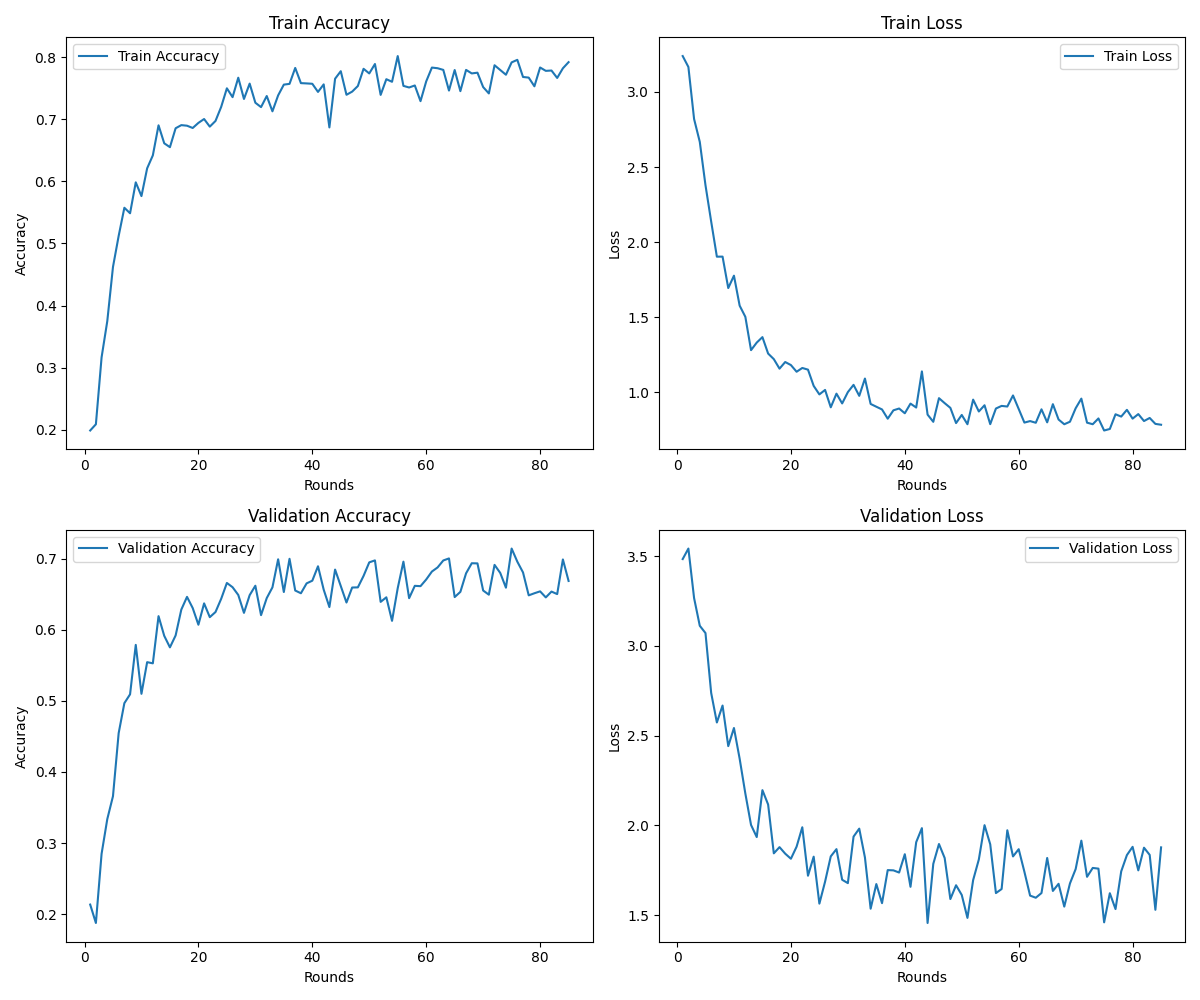 Train Accuracy
Train Accuracy
Accuracy
0.8
0.7
0.6
0.5
0.4
0.3
0.2
0 20 40 60 80
Rounds
Train Loss
Train Loss
Loss
3.0
2.5
2.0
1.5
1.0
0 20 40 60 80
Rounds
Validation Accuracy
Validation Accuracy
Accuracy
0.7
0.6
0.5
0.4
0.3
0.2
0 20 40 60 80
Rounds
Validation Loss
Validation Loss
Loss
3.5
3.0
2.5
2.0
1.5
0 20 40 60 80
Rounds